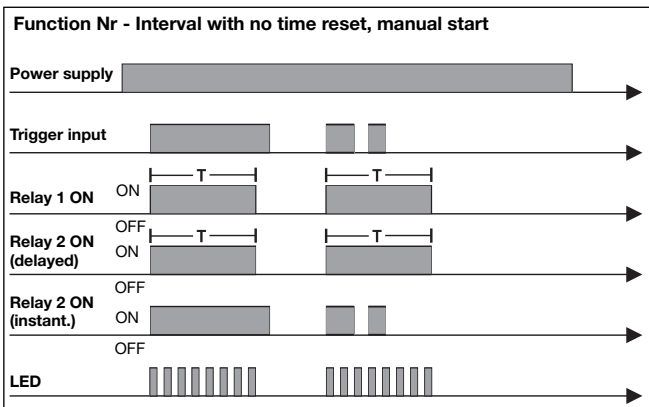 Function Nr - Interval with no time reset, manual start
Power supply
Trigger input
T T
Relay 1 ON ON
OFF
T T
Relay 2 ON
(delayed) ON
OFF
Relay 2 ON
(instant.) ON
OFF
LED